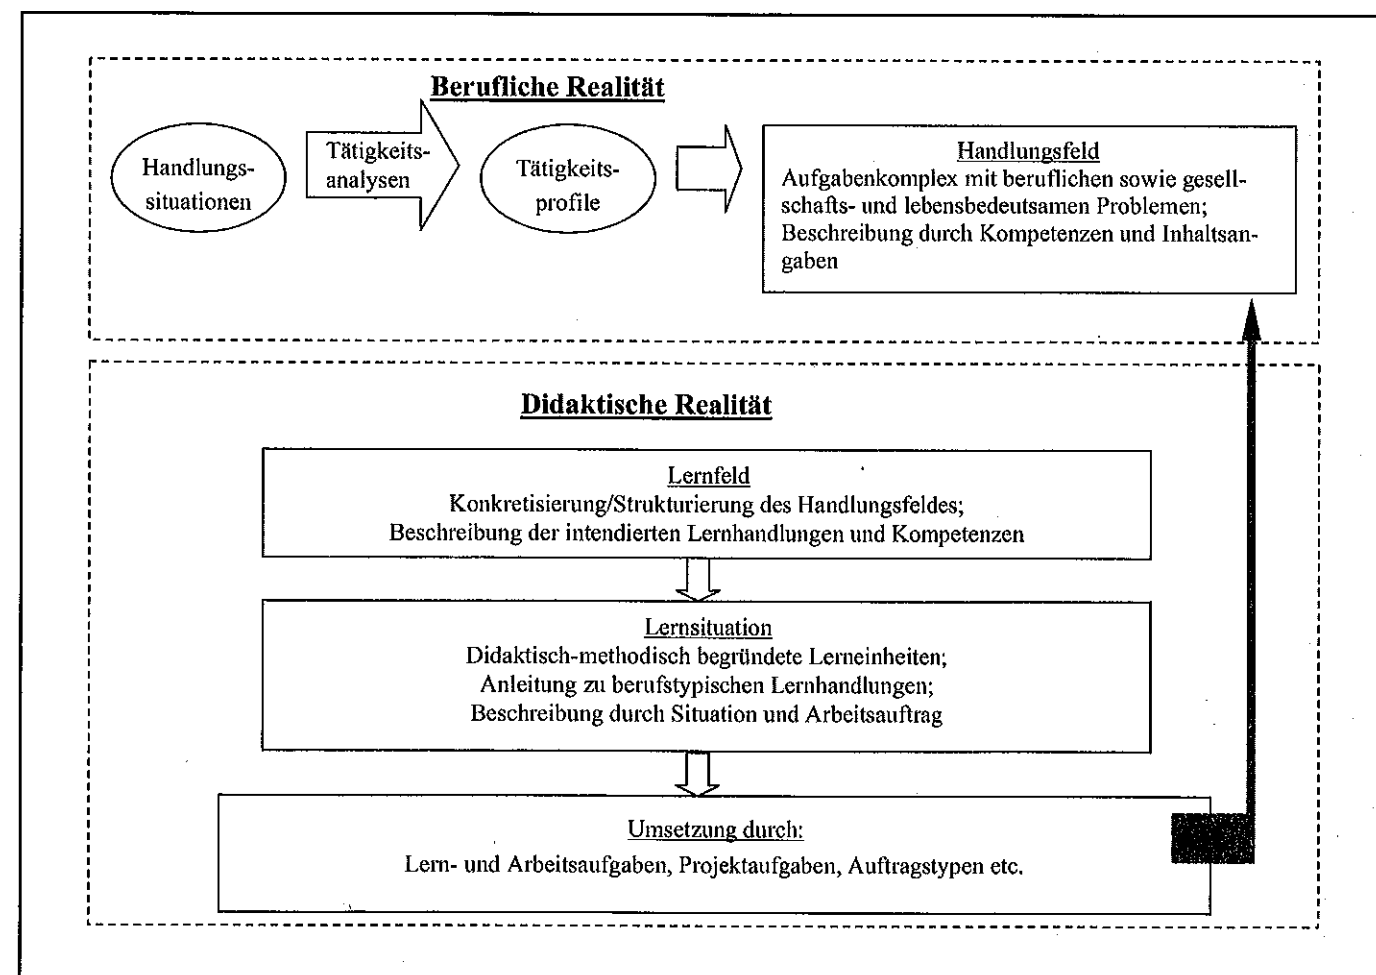 Berufliche Realität
Handlungs-
situationen
Tätigkeits-
analysen
Tätigkeits-
profile
Handlungsfeld
Aufgabenkomplex mit beruflichen sowie gesell-
schafts- und lebensbedeutsamen Problemen;
Beschreibung durch Kompetenzen und Inhaltsan-
gaben
Didaktische Realität
Lernfeld
Konkretisierung/Strukturierung des Handlungsfeldes;
Beschreibung der intendierten Lernhandlungen und Kompetenzen
Lernsituation
Didaktisch-methodisch begründete Lerneinheiten;
Anleitung zu berufstypischen Lernhandlungen;
Beschreibung durch Situation und Arbeitsauftrag
Umsetzung durch:
Lern- und Arbeitsaufgaben, Projektaufgaben, Auftragstypen etc.